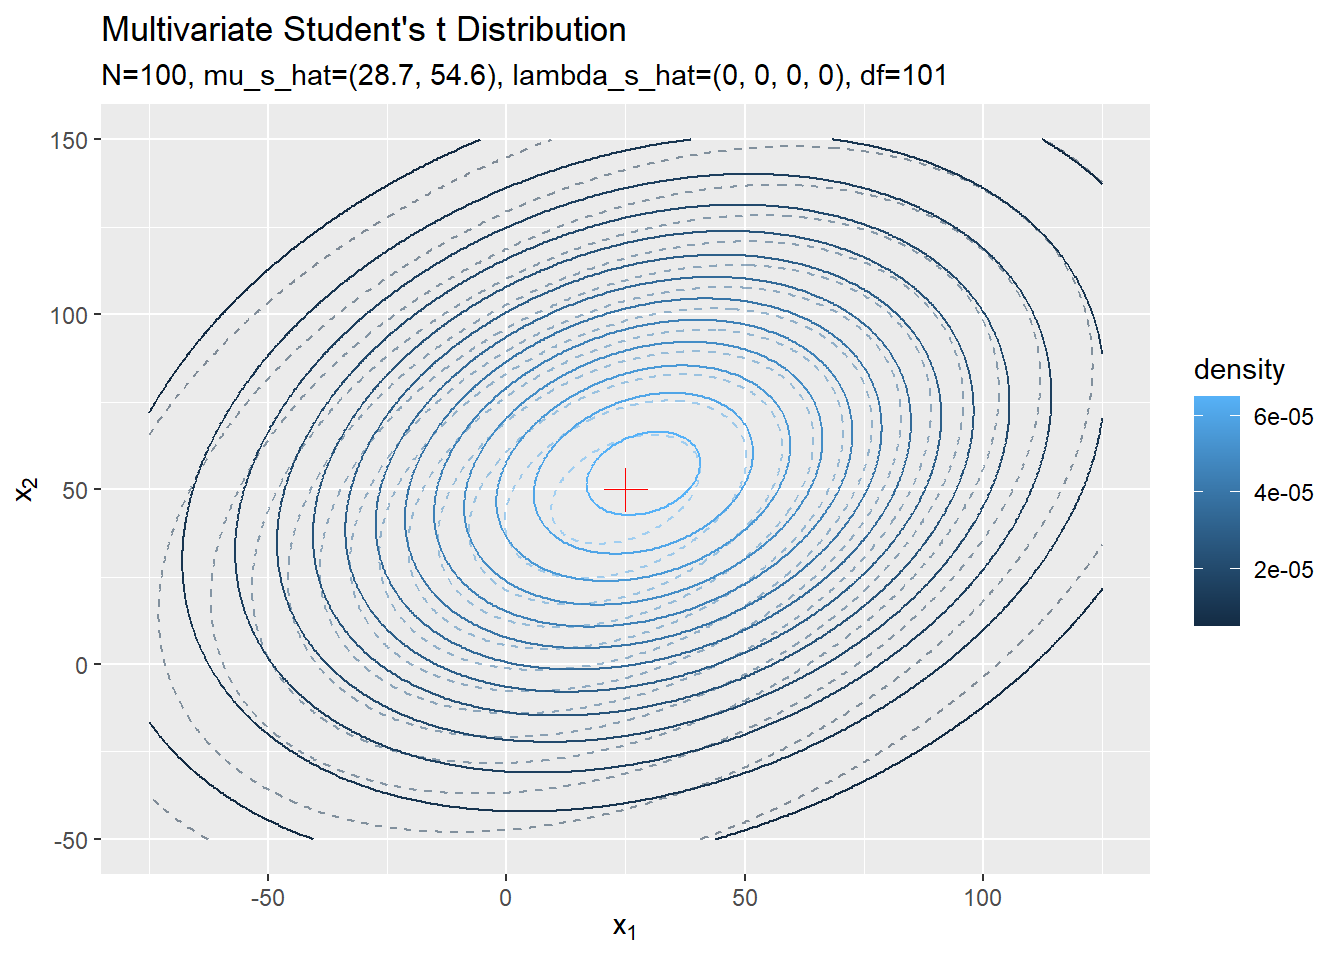 Multivariate Student's t Distribution
N=100, mu_s_hat=(28.7, 54.6), lambda_s_hat=(0, 0, 0, 0), df=101
150
100
50
0
-50
x2
-50 0 50 100
x1
density
6e-05
4e-05
2e-05